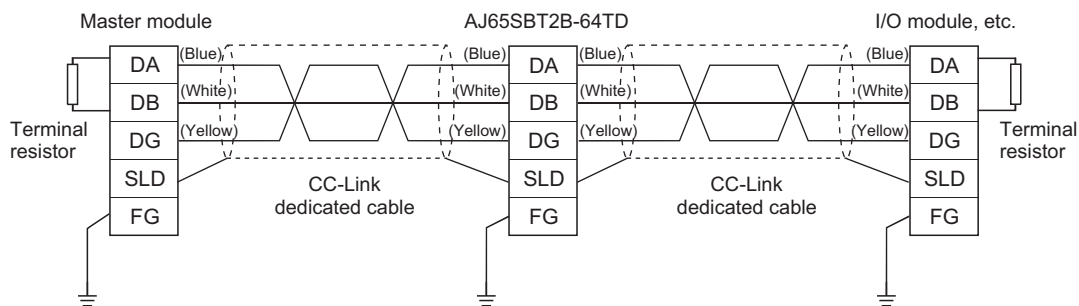 Master module
AJ65SBT2B-64TD
I/O module, etc.
DA (Blue) (Blue) DA (Blue) (Blue) DA
DB (White) (White) DB (White) (White) DB
DG (Yellow) (Yellow) DG (Yellow) (Yellow) DG
SLD SLD SLD
FG FG FG
Terminal
resistor
CC-Link
dedicated cable
CC-Link
dedicated cable
Terminal
resistor